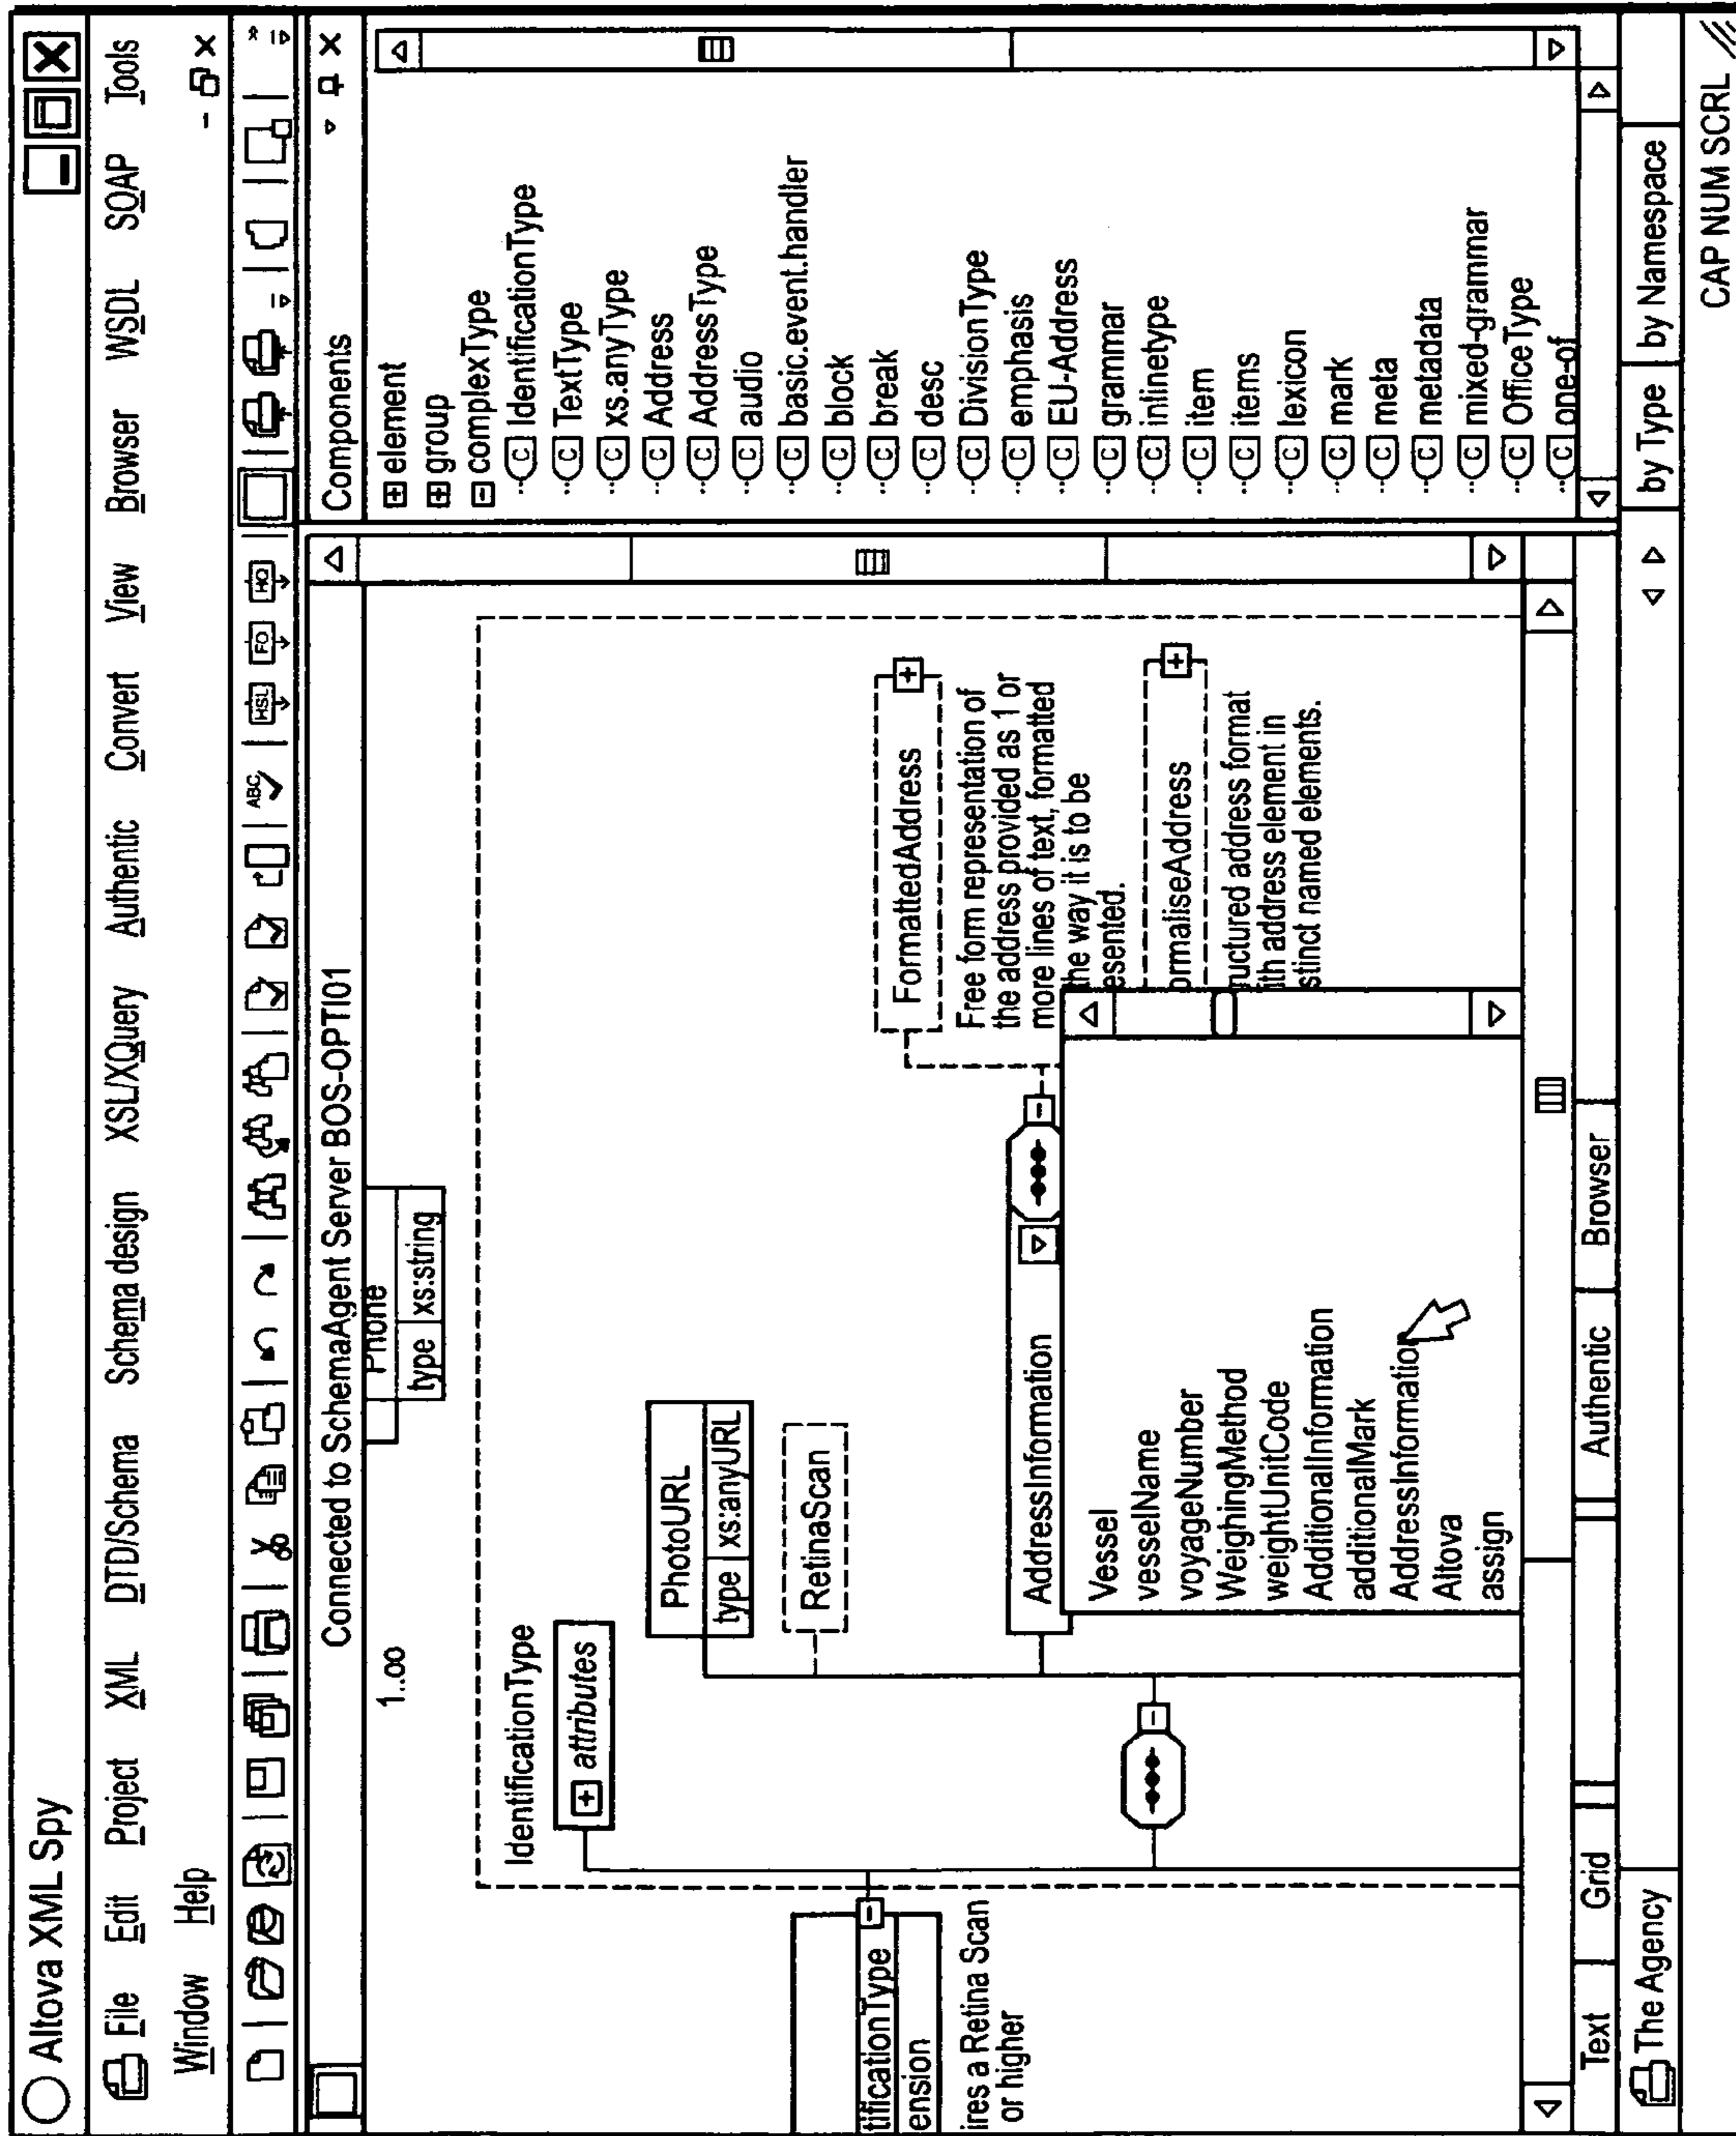 Altova XML Spy
File Edit Project XML DTD/Schema Schema design XSL/XQuery Authentic Convert View Browser WSDL SOAP Tools
Window Help
ABC HSL FO HQ
Connected to SchemaAgent Server BOS-OPTI01
1..00
Phone
type xs:string
IdentificationType
attributes
PhotoURL
type xs:anyURL
RetinaScan
tificationType
ension
ires a Retina Scan
or higher
AddressInformation
FormattedAddress
Free form representation of
the address provided as 1 or
more lines of text, formatted
the way it is to be
esented.
ormaliseAddress
ructured address format
ith address element in
stinct named elements.
Vessel
vesselName
voyageNumber
WeighingMethod
weightUnitCode
AdditionalInformation
additionalMark
AddressInformation
Altova
assign
Text Grid Authentic Browser
The Agency
Components
element
group
complexType
C IdentificationType
C TextType
C xs.anyType
C Address
C AddressType
C audio
C basic.event.handler
C block
C break
C desc
C DivisionType
C emphasis
C EU-Address
C grammar
C inlinetype
C item
C items
C lexicon
C mark
C meta
C metadata
C mixed-grammar
C OfficeType
C one-of
by Type by Namespace
CAP NUM SCRL